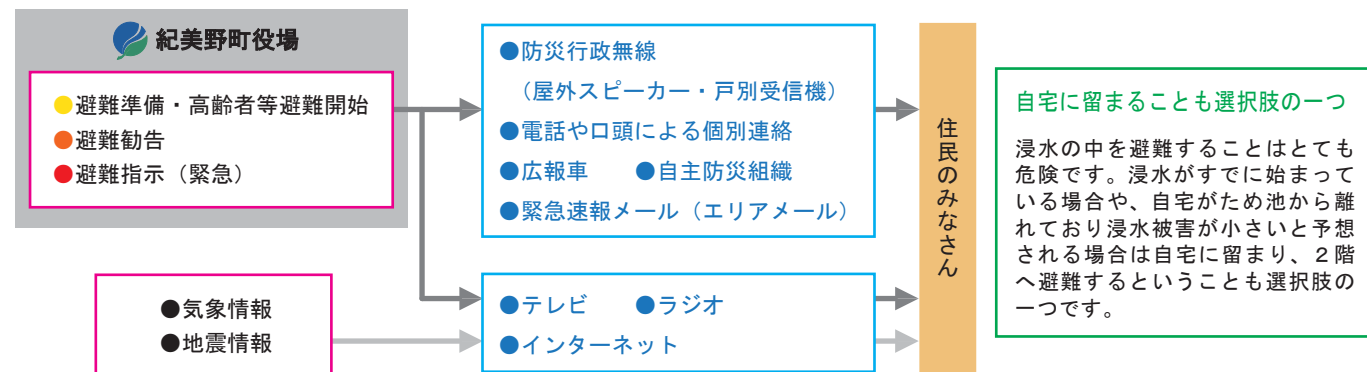 紀美野町役場
●避難準備・高齢者等避難開始
●避難勧告
●避難指示（緊急）
●気象情報
●地震情報
●防災行政無線
（屋外スピーカー・戸別受信機）
●電話や口頭による個別連絡
●広報車　●自主防災組織
●緊急速報メール（エリアメール）
●テレビ　●ラジオ
●インターネット
住民のみなさん
自宅に留まることも選択肢の一つ
浸水の中を避難することはとても
危険です。浸水がすでに始まって
いる場合や、自宅がため池から離
れており浸水被害が小さいと予想
される場合は自宅に留まり、２階
へ避難するということも選択肢の
一つです。